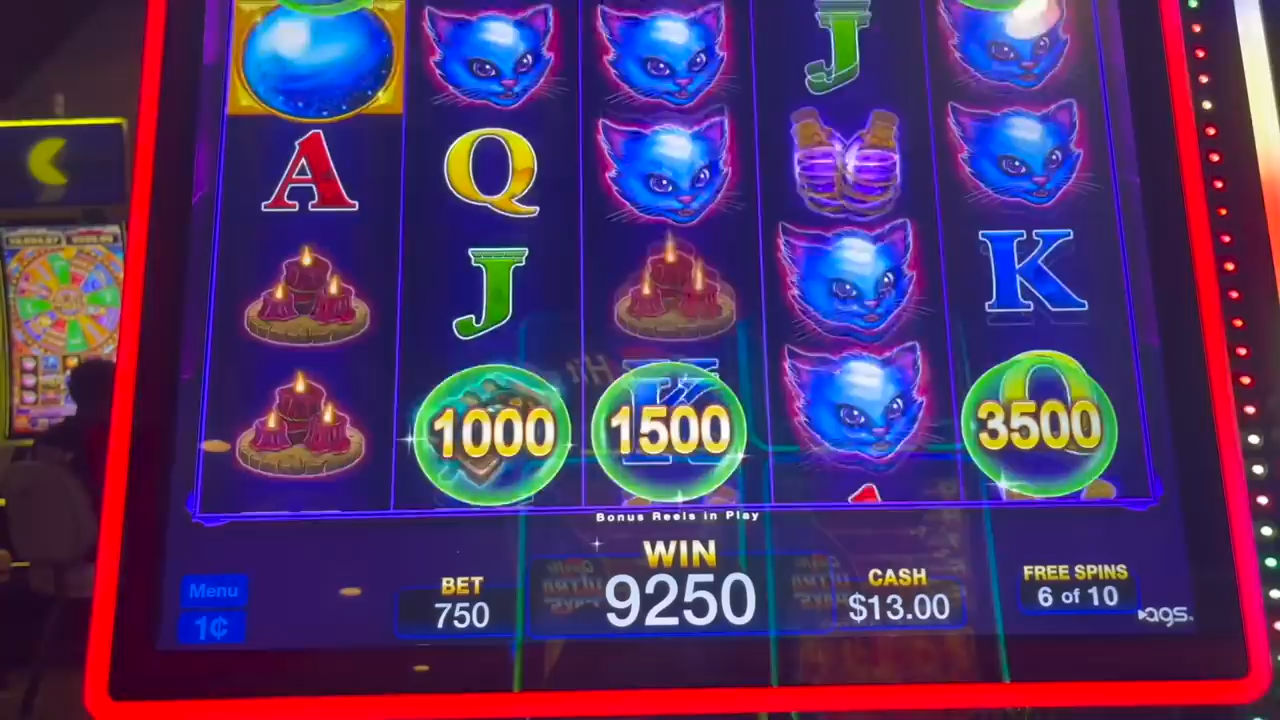 J
A
Q
J
K
1000
K
1500
Q
3500
A
Bonus Reels in Play
Menu
1¢
BET
750
WIN
9250
CASH
$13.00
FREE SPINS
6 of 10
ags.